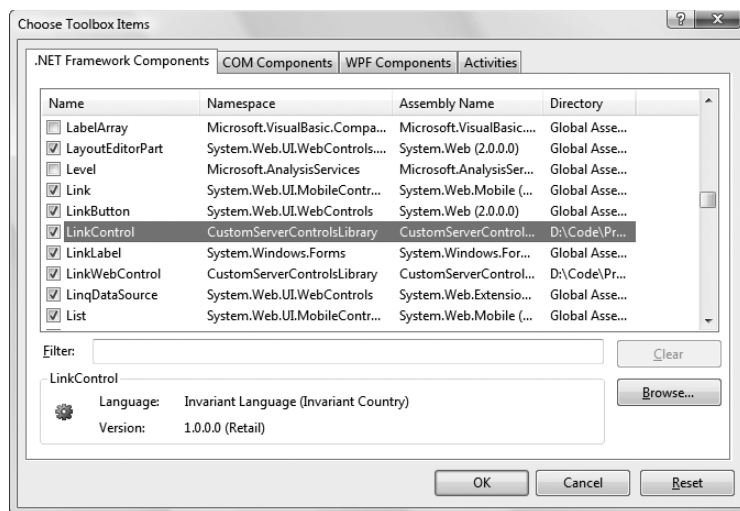 Choose Toolbox Items
.NET Framework Components COM Components WPF Components Activities
Name Namespace Assembly Name Directory
LabelArray Microsoft.VisualBasic.Compa... Microsoft.VisualBasic.... Global Asse...
LayoutEditorPart System.Web.UI.WebControls.... System.Web (2.0.0.0) Global Asse...
Level Microsoft.AnalysisServices Microsoft.AnalysisSer... Global Asse...
Link System.Web.UI.MobileContr... System.Web.Mobile (... Global Asse...
LinkButton System.Web.UI.WebControls System.Web (2.0.0.0) Global Asse...
LinkControl CustomServerControlsLibrary CustomServerControl... D:\Code\Pr...
LinkLabel System.Windows.Forms System.Windows.For... Global Asse...
LinkWebControl CustomServerControlsLibrary CustomServerControl... D:\Code\Pr...
LinqDataSource System.Web.UI.WebControls System.Web.Extensio... Global Asse...
List System.Web.UI.MobileContr... System.Web.Mobile (... Global Asse...
Filter: Clear
LinkControl
Browse...
Language: Invariant Language (Invariant Country)
Version: 1.0.0.0 (Retail)
OK Cancel Reset